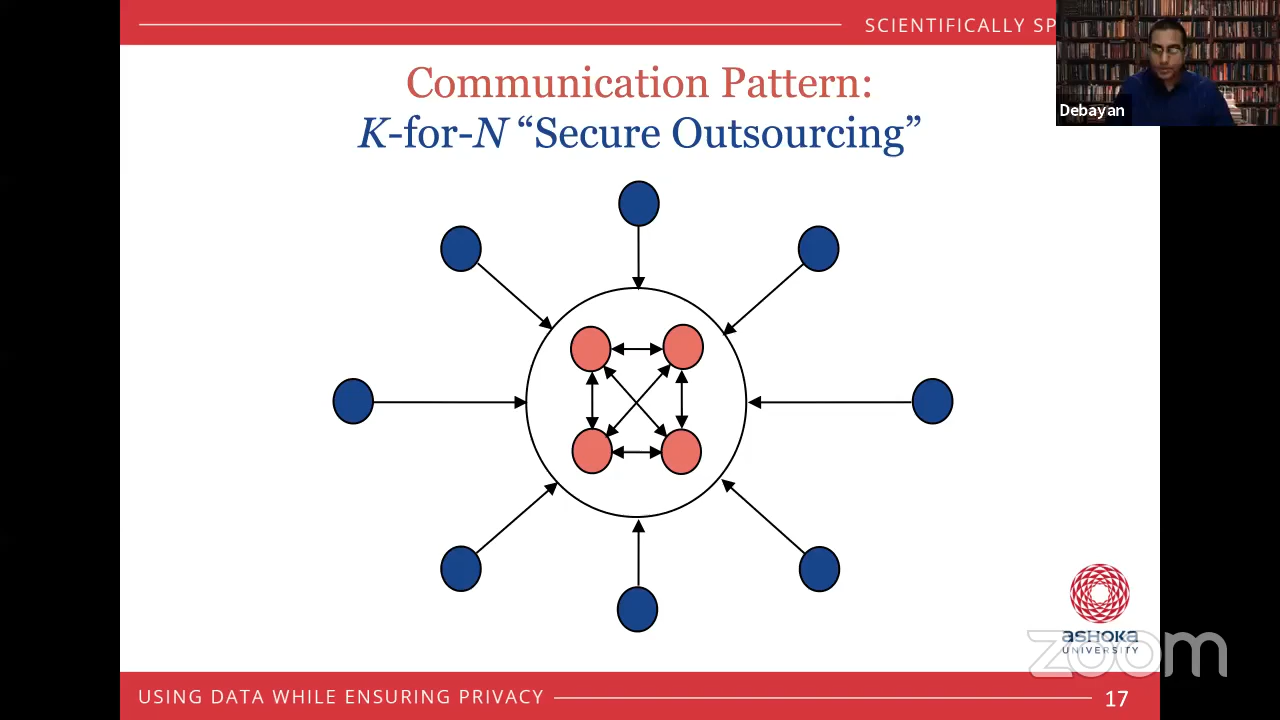 SCIENTIFICALLY SP
Debayan
Communication Pattern:
K-for-N “Secure Outsourcing”
ASHOKA
UNIVERSITY
zoom
USING DATA WHILE ENSURING PRIVACY
17